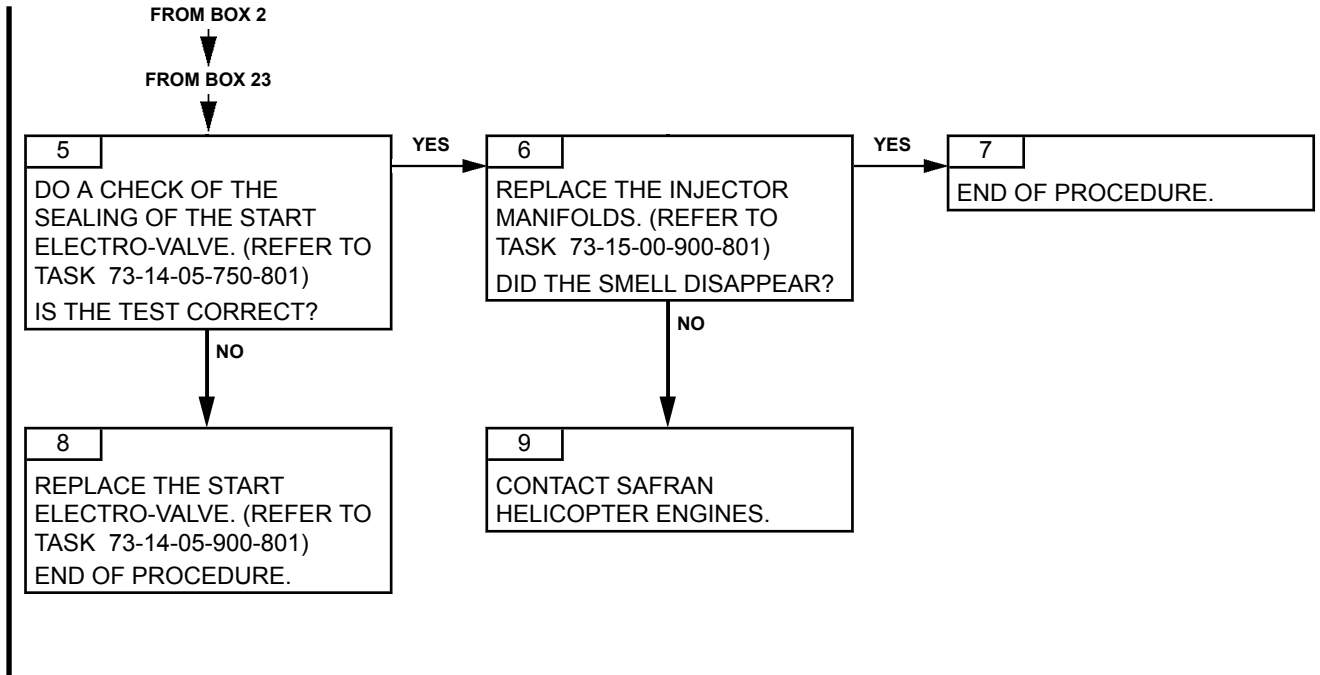 FROM BOX 2
FROM BOX 23
5
DO A CHECK OF THE
SEALING OF THE START
ELECTRO-VALVE. (REFER TO
TASK 73-14-05-750-801)
IS THE TEST CORRECT?
YES
6
REPLACE THE INJECTOR
MANIFOLDS. (REFER TO
TASK 73-15-00-900-801)
DID THE SMELL DISAPPEAR?
YES
7
END OF PROCEDURE.
NO
NO
8
REPLACE THE START
ELECTRO-VALVE. (REFER TO
TASK 73-14-05-900-801)
END OF PROCEDURE.
9
CONTACT SAFRAN
HELICOPTER ENGINES.